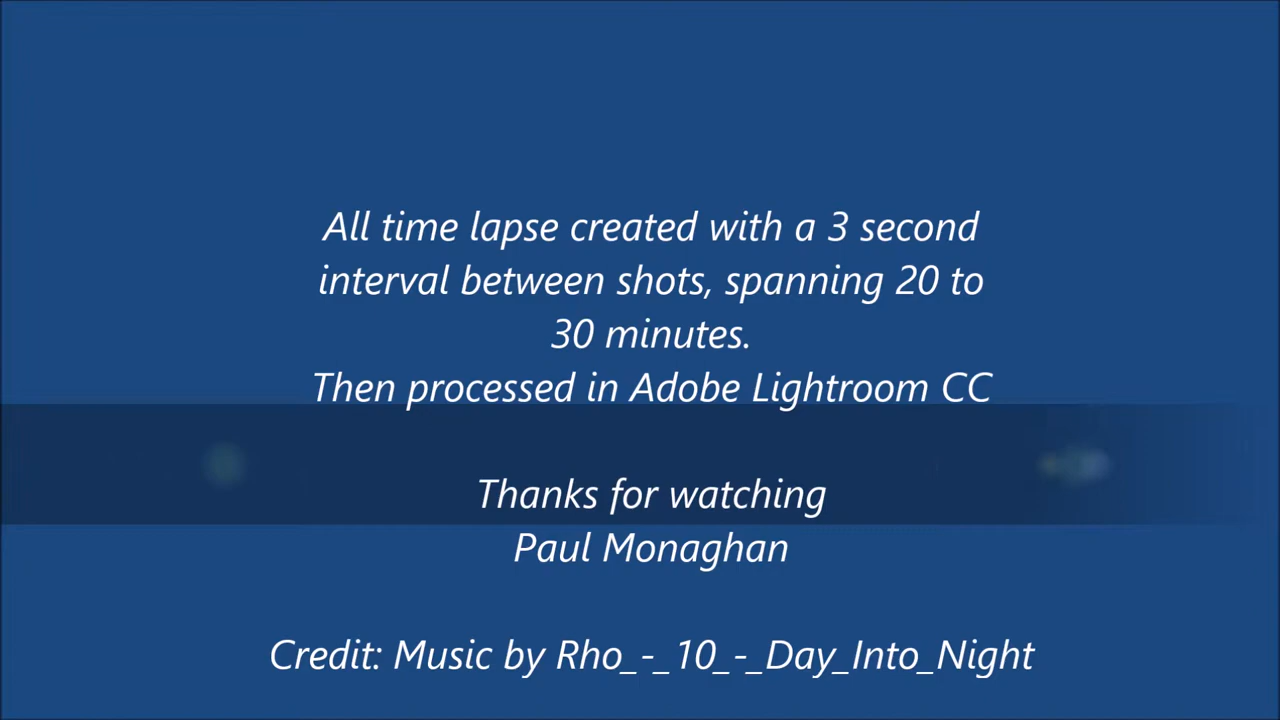 All time lapse created with a 3 second
interval between shots, spanning 20 to
30 minutes.
Then processed in Adobe Lightroom CC
Thanks for watching
Paul Monaghan
Credit: Music by Rho_-_10_-_Day_Into_Night